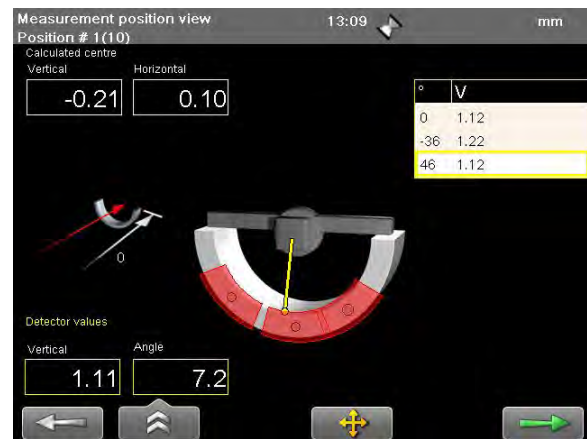 Measurement position view 13:09 mm
Position # 1(10)
Calculated centre
Vertical Horizontal
-0.21 0.10
° V
0 1.12
-36 1.22
46 1.12
0
Detector values
Vertical Angle
1.11 7.2